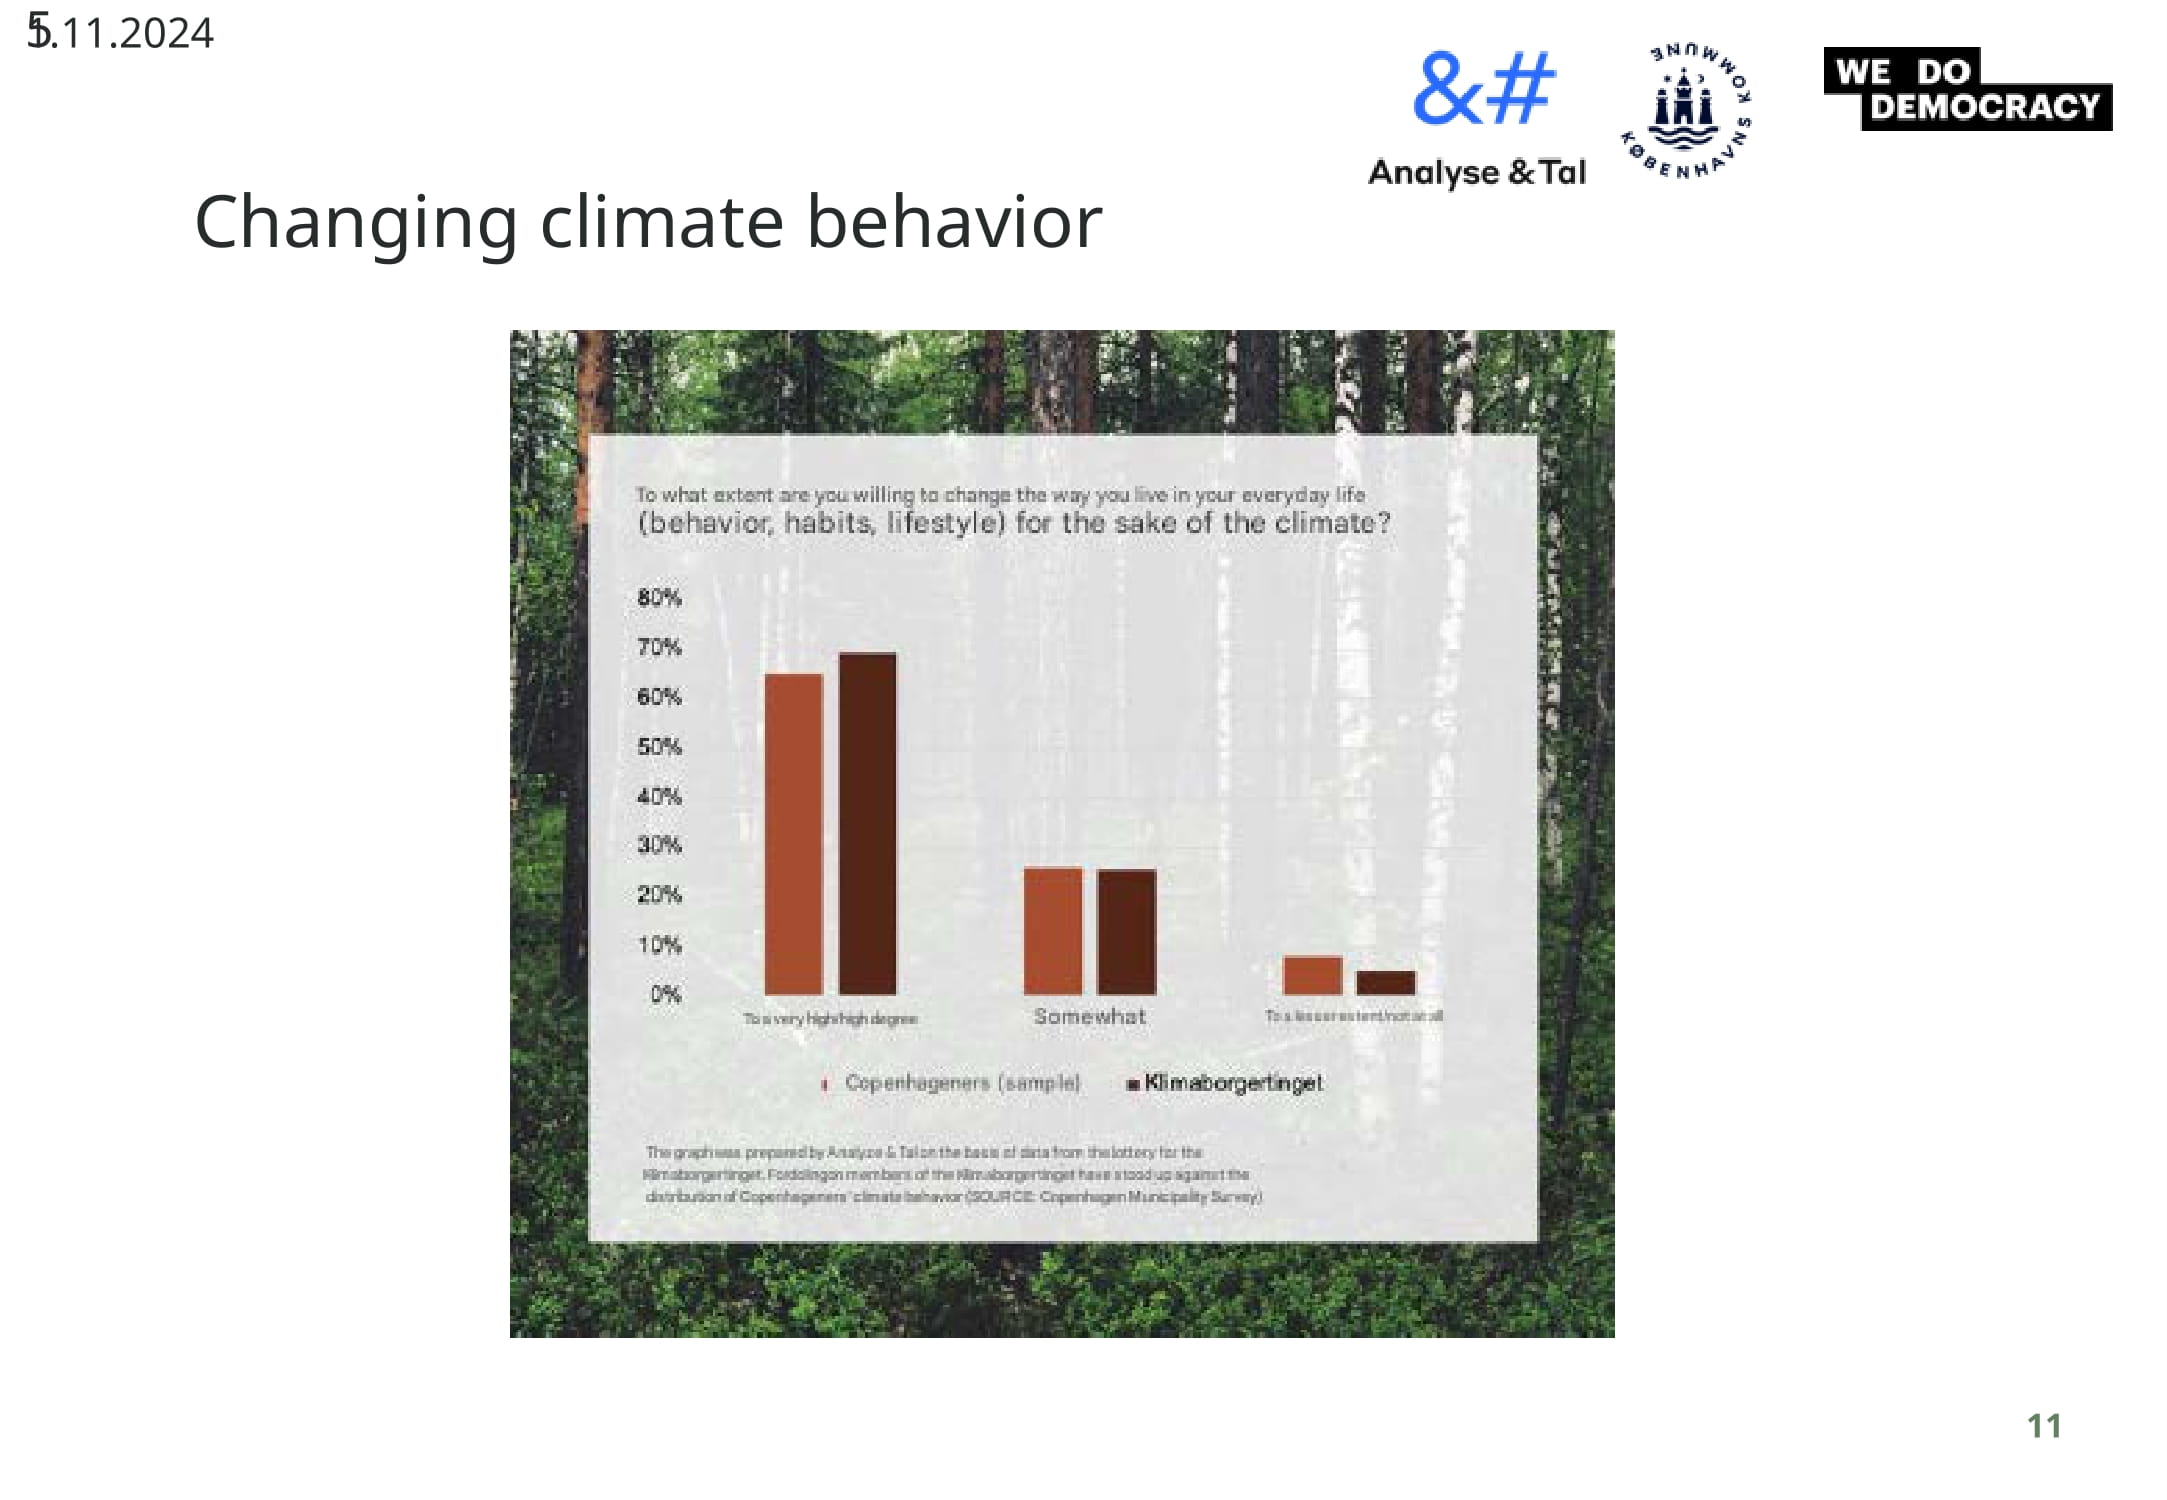 5.11.2024
&#
Analyse & Tal
KØBENHAVNS KOMMUNE
WE DO
DEMOCRACY
Changing climate behavior
To what extent are you willing to change the way you live in your everyday life
(behavior, habits, lifestyle) for the sake of the climate?
80%
70%
60%
50%
40%
30%
20%
10%
0%
To a very high/high degree
Somewhat
To a lesser extent/not at all
Copenhageners (sample)
Klimaborgertinget
The graph was prepared by Analyze & Tal on the basis of data from the lottery for the
Klimaborgertinget. members of the Klimaborgertinget have stood up against the
distribution of Copenhageners' climate behavior (SOURCE: Copenhagen Municipality Survey)
11